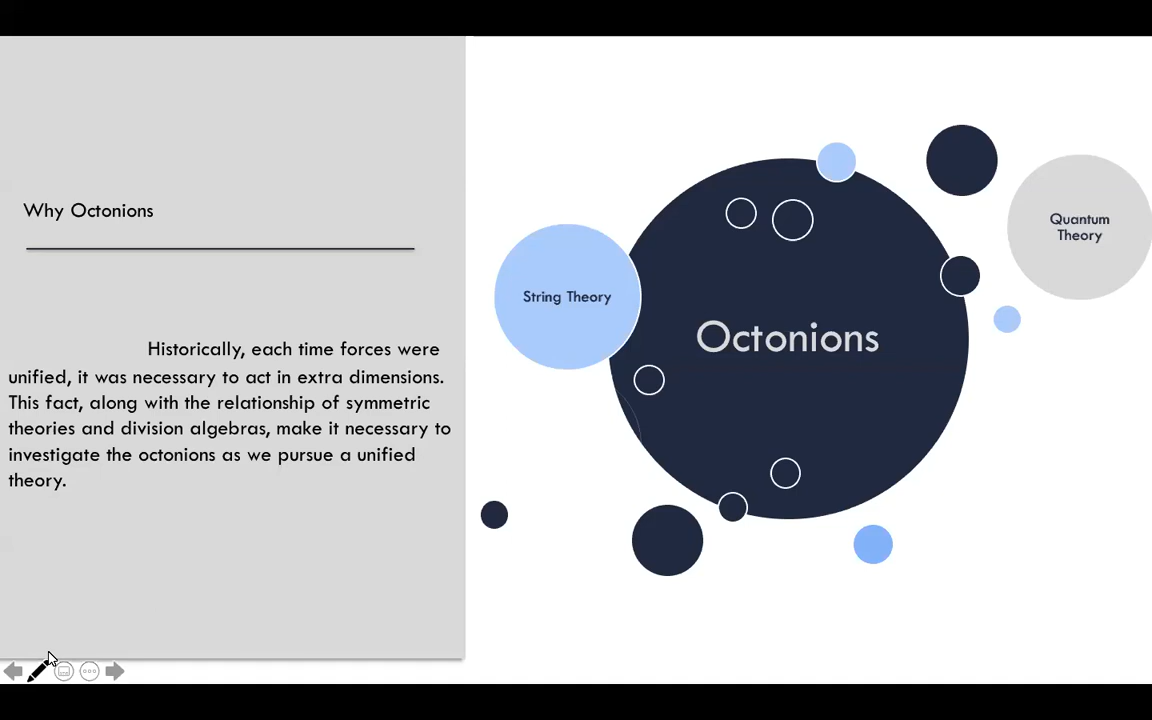 Why Octonions
Historically, each time forces were
unified, it was necessary to act in extra dimensions.
This fact, along with the relationship of symmetric
theories and division algebras, make it necessary to
investigate the octonions as we pursue a unified
theory.
String Theory
Octonions
Quantum
Theory